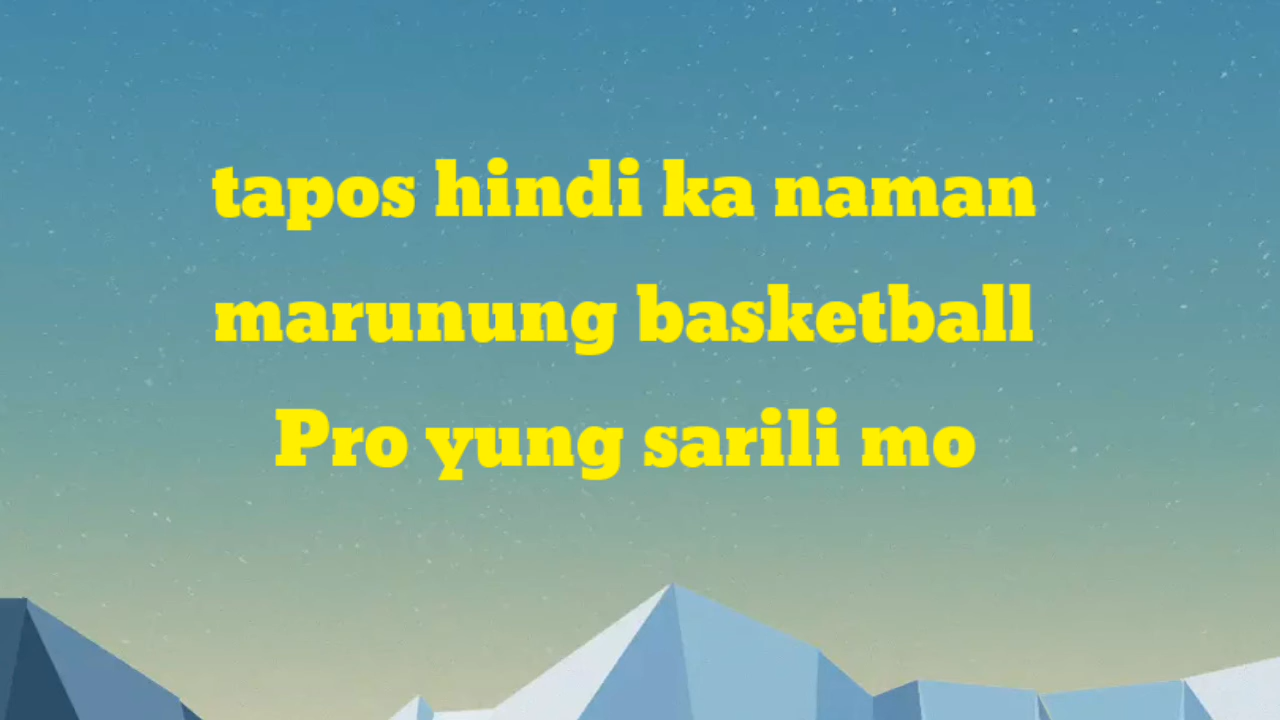 tapos hindi ka naman
marunung basketball
Pro yung sarili mo